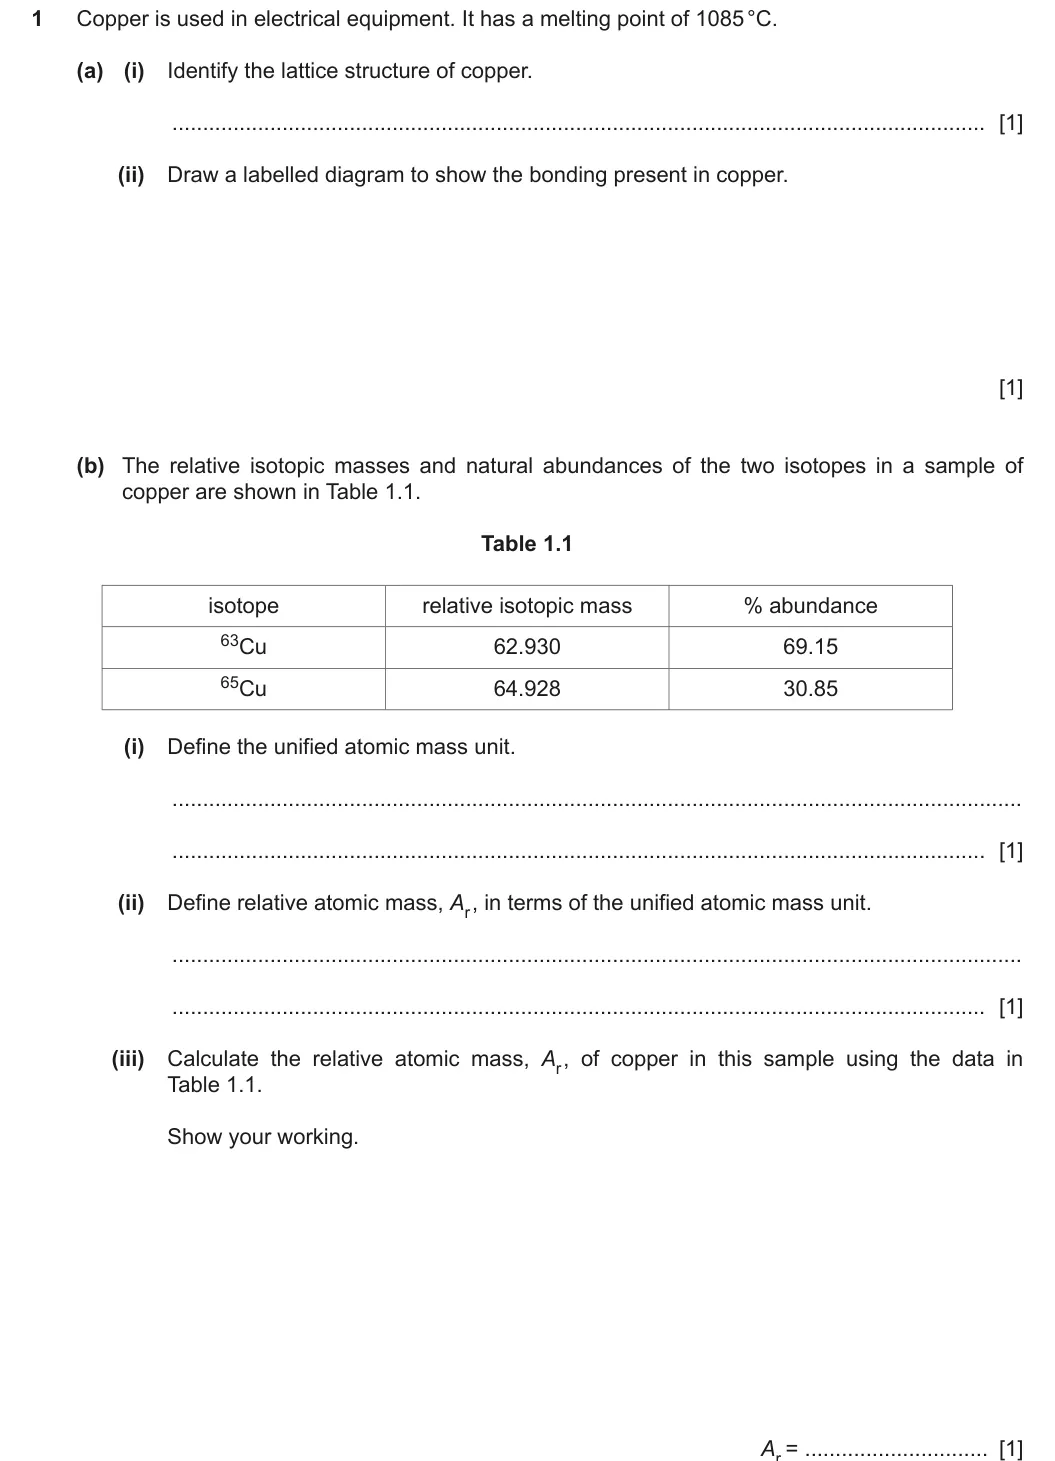 1 Copper is used in electrical equipment. It has a melting point of 1085 °C.
(a) (i) Identify the lattice structure of copper.
.................................................................................................................................... [1]
(ii) Draw a labelled diagram to show the bonding present in copper.
[1]
(b) The relative isotopic masses and natural abundances of the two isotopes in a sample of
copper are shown in Table 1.1.
Table 1.1
isotope relative isotopic mass % abundance
⁶³Cu 62.930 69.15
⁶⁵Cu 64.928 30.85
(i) Define the unified atomic mass unit.
..........................................................................................................................................
.................................................................................................................................... [1]
(ii) Define relative atomic mass, Aᵣ, in terms of the unified atomic mass unit.
..........................................................................................................................................
.................................................................................................................................... [1]
(iii) Calculate the relative atomic mass, Aᵣ, of copper in this sample using the data in
Table 1.1.
Show your working.
Aᵣ = .............................. [1]